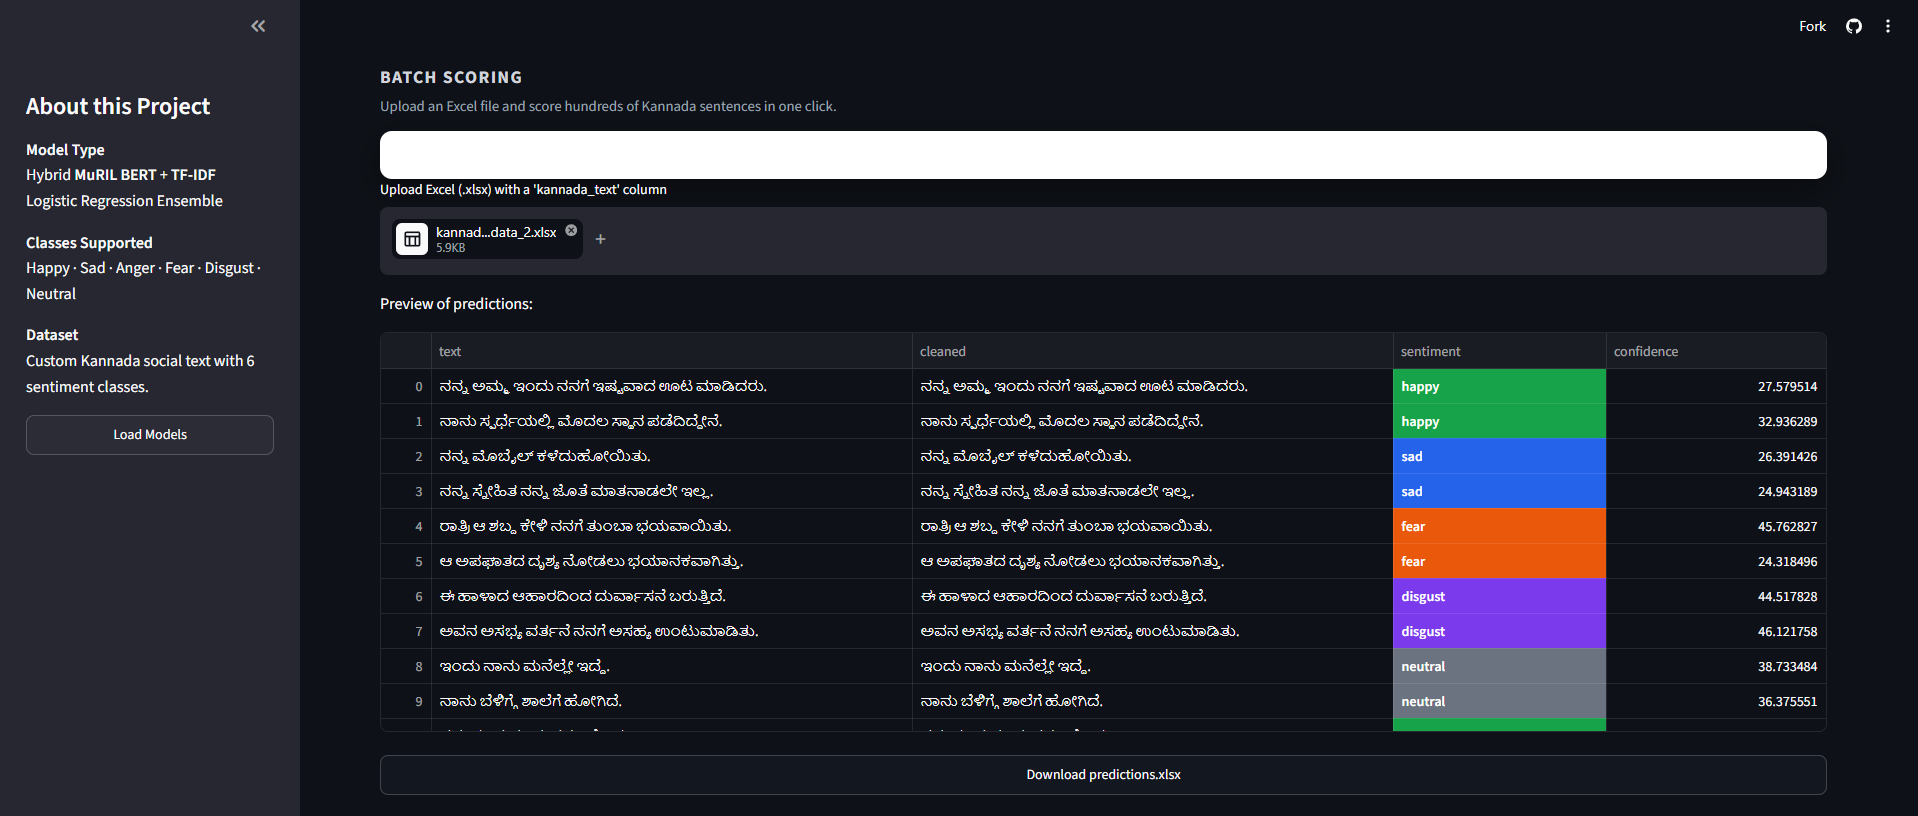 Fork
About this Project
Model Type
Hybrid MuRIL BERT + TF-IDF
Logistic Regression Ensemble
Classes Supported
Happy · Sad · Anger · Fear · Disgust ·
Neutral
Dataset
Custom Kannada social text with 6
sentiment classes.
Load Models
BATCH SCORING
Upload an Excel file and score hundreds of Kannada sentences in one click.
Upload Excel (.xlsx) with a 'kannada_text' column
kannad...data_2.xlsx
5.9KB
Preview of predictions:
text cleaned sentiment confidence
0 ನನ್ನ ಅಮ್ಮ ಇಂದು ನನಗೆ ಇಷ್ಟವಾದ ಊಟ ಮಾಡಿದರು. ನನ್ನ ಅಮ್ಮ ಇಂದು ನನಗೆ ಇಷ್ಟವಾದ ಊಟ ಮಾಡಿದರು. happy 27.579514
1 ನಾನು ಸ್ಪರ್ಧೆಯಲ್ಲಿ ಮೊದಲ ಸ್ಥಾನ ಪಡೆದಿದ್ದೇನೆ. ನಾನು ಸ್ಪರ್ಧೆಯಲ್ಲಿ ಮೊದಲ ಸ್ಥಾನ ಪಡೆದಿದ್ದೇನೆ. happy 32.936289
2 ನನ್ನ ಮೊಬೈಲ್ ಕಳೆದುಹೋಯಿತು. ನನ್ನ ಮೊಬೈಲ್ ಕಳೆದುಹೋಯಿತು. sad 26.391426
3 ನನ್ನ ಸ್ನೇಹಿತ ನನ್ನ ಜೊತೆ ಮಾತನಾಡಲೇ ಇಲ್ಲ. ನನ್ನ ಸ್ನೇಹಿತ ನನ್ನ ಜೊತೆ ಮಾತನಾಡಲೇ ಇಲ್ಲ. sad 24.943189
4 ರಾತ್ರಿ ಆ ಶಬ್ದ ಕೇಳಿ ನನಗೆ ತುಂಬಾ ಭಯವಾಯಿತು. ರಾತ್ರಿ ಆ ಶಬ್ದ ಕೇಳಿ ನನಗೆ ತುಂಬಾ ಭಯವಾಯಿತು. fear 45.762827
5 ಆ ಅಪಘಾತದ ದೃಶ್ಯ ನೋಡಲು ಭಯಾನಕವಾಗಿತ್ತು. ಆ ಅಪಘಾತದ ದೃಶ್ಯ ನೋಡಲು ಭಯಾನಕವಾಗಿತ್ತು. fear 24.318496
6 ಈ ಹಾಳಾದ ಆಹಾರದಿಂದ ದುರ್ವಾಸನೆ ಬರುತ್ತಿದೆ. ಈ ಹಾಳಾದ ಆಹಾರದಿಂದ ದುರ್ವಾಸನೆ ಬರುತ್ತಿದೆ. disgust 44.517828
7 ಅವನ ಅಸಭ್ಯ ವರ್ತನೆ ನನಗೆ ಅಸಹ್ಯ ಉಂಟುಮಾಡಿತು. ಅವನ ಅಸಭ್ಯ ವರ್ತನೆ ನನಗೆ ಅಸಹ್ಯ ಉಂಟುಮಾಡಿತು. disgust 46.121758
8 ಇಂದು ನಾನು ಮನೆಲ್ಲೇ ಇದ್ದೆ. ಇಂದು ನಾನು ಮನೆಲ್ಲೇ ಇದ್ದೆ. neutral 38.733484
9 ನಾನು ಬೆಳಿಗ್ಗೆ ಶಾಲೆಗೆ ಹೋಗಿದೆ. ನಾನು ಬೆಳಿಗ್ಗೆ ಶಾಲೆಗೆ ಹೋಗಿದೆ. neutral 36.375551
Download predictions.xlsx